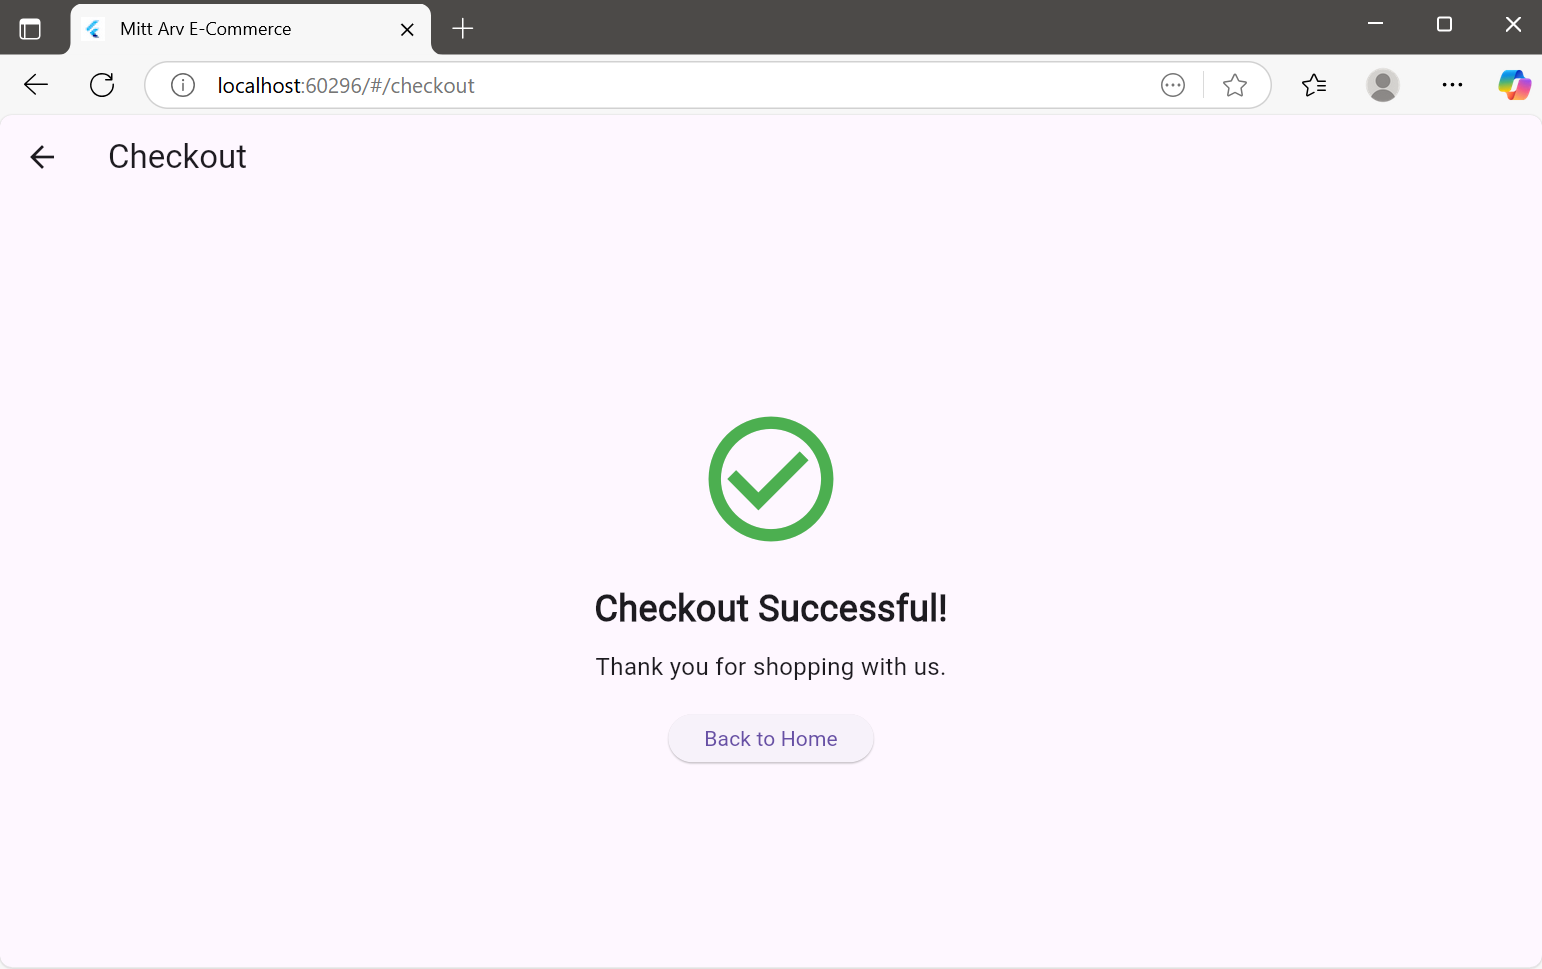 Mitt Arv E-Commerce
localhost:60296/#/checkout
Checkout
Checkout Successful!
Thank you for shopping with us.
Back to Home